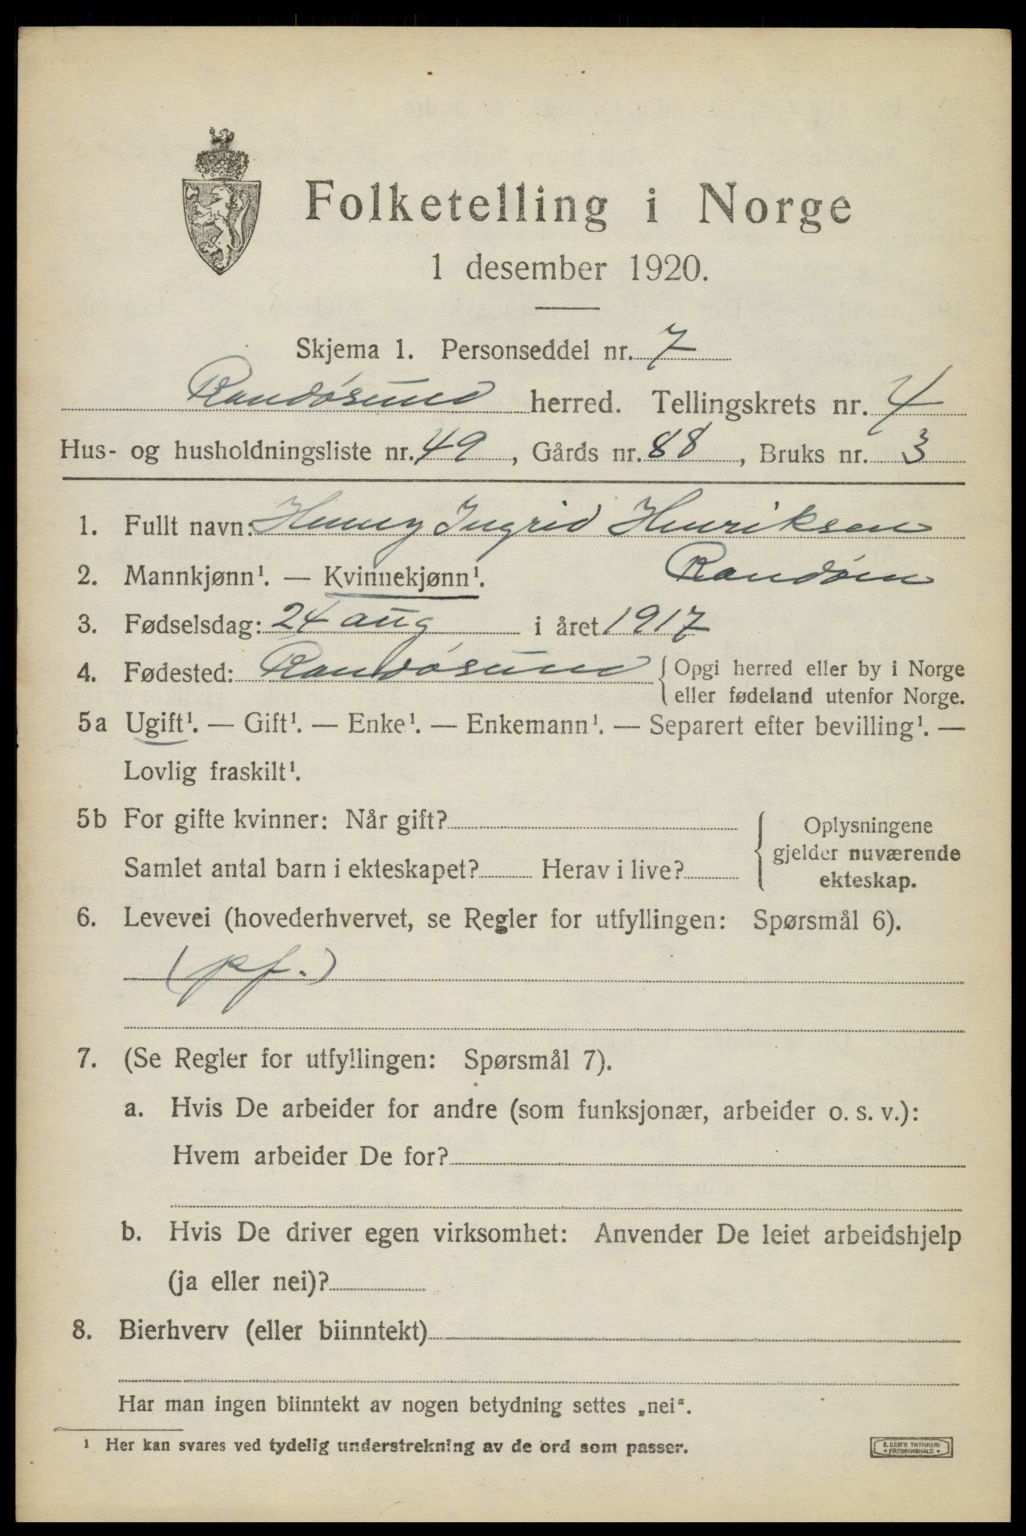 Folketelling i Norge
1 desember 1920.
Skjema 1. Personseddel nr. 7
Randøsund herred. Tellingskrets nr. 4
Hus- og husholdningsliste nr. 49, Gårds nr. 88, Bruks nr. 3
1. Fullt navn: Henny Ingrid Henriksen
2. Mannkjønn¹. — Kvinnekjønn¹. Randøen
3. Fødselsdag: 24 aug i året 1917
4. Fødested: Randøsund { Opgi herred eller by i Norge
eller fødeland utenfor Norge.
5a Ugift¹. — Gift¹. — Enke¹. — Enkemann¹. — Separert efter bevilling¹. —
Lovlig fraskilt¹.
5b For gifte kvinner: Når gift?
Samlet antal barn i ekteskapet? Herav i live?
Oplysningene
gjelder nuværende
ekteskap.
6. Levevei (hovederhvervet, se Regler for utfyllingen: Spørsmål 6).
(pf.)
7. (Se Regler for utfyllingen: Spørsmål 7).
a. Hvis De arbeider for andre (som funksjonær, arbeider o. s. v.):
Hvem arbeider De for?
b. Hvis De driver egen virksomhet: Anvender De leiet arbeidshjelp
(ja eller nei)?
8. Bierhverv (eller biinntekt)
Har man ingen biinntekt av nogen betydning settes „nei".
¹ Her kan svares ved tydelig understrekning av de ord som passer.